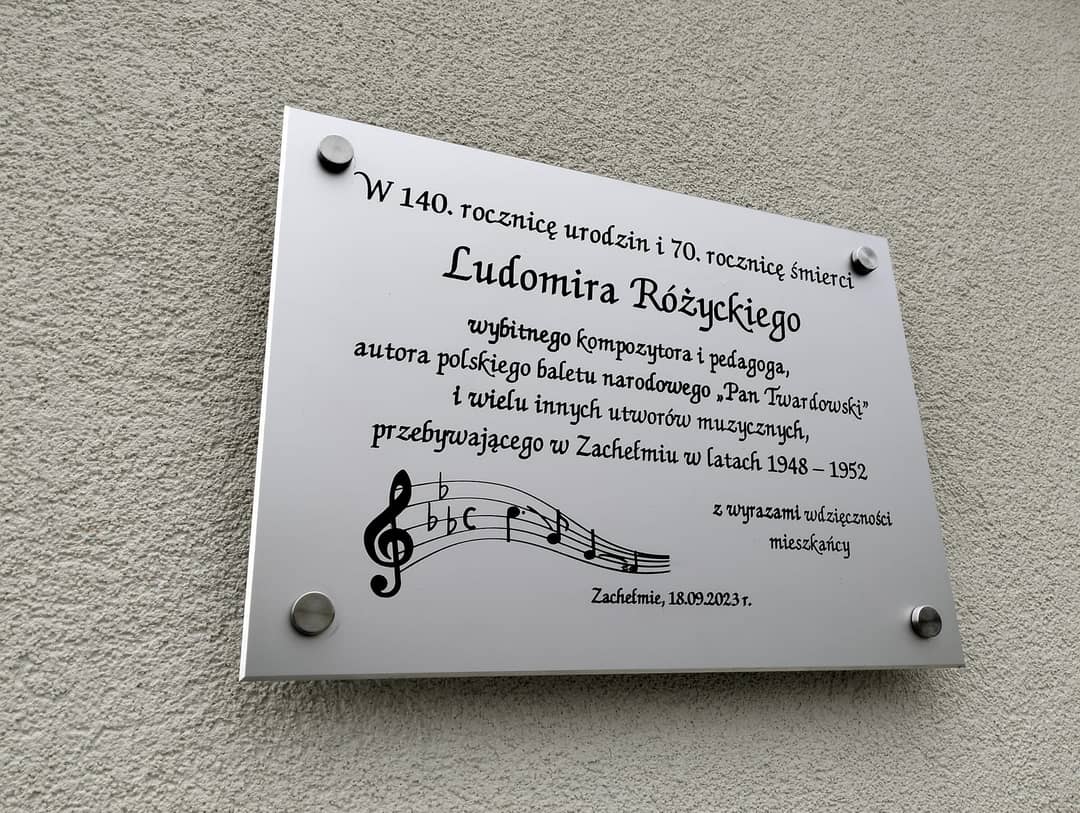 W 140. rocznicę urodzin i 70. rocznicę śmierci
Ludomira Różyckiego
wybitnego kompozytora i pedagoga,
autora polskiego baletu narodowego „Pan Twardowski”
i wielu innych utworów muzycznych,
przebywającego w Zachełmiu w latach 1948 – 1952
z wyrazami wdzięczności
mieszkańcy
Zachełmie, 18.09.2023 r.